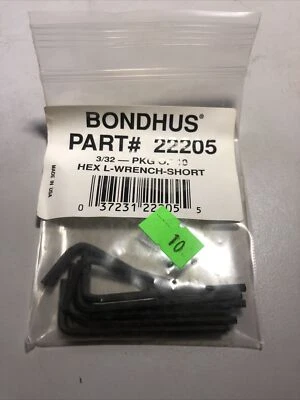 BONDHUS®
PART# 22205
3/32 — PKG OF 10
HEX L-WRENCH-SHORT
MADE IN USA
0 37231 22205 5
10